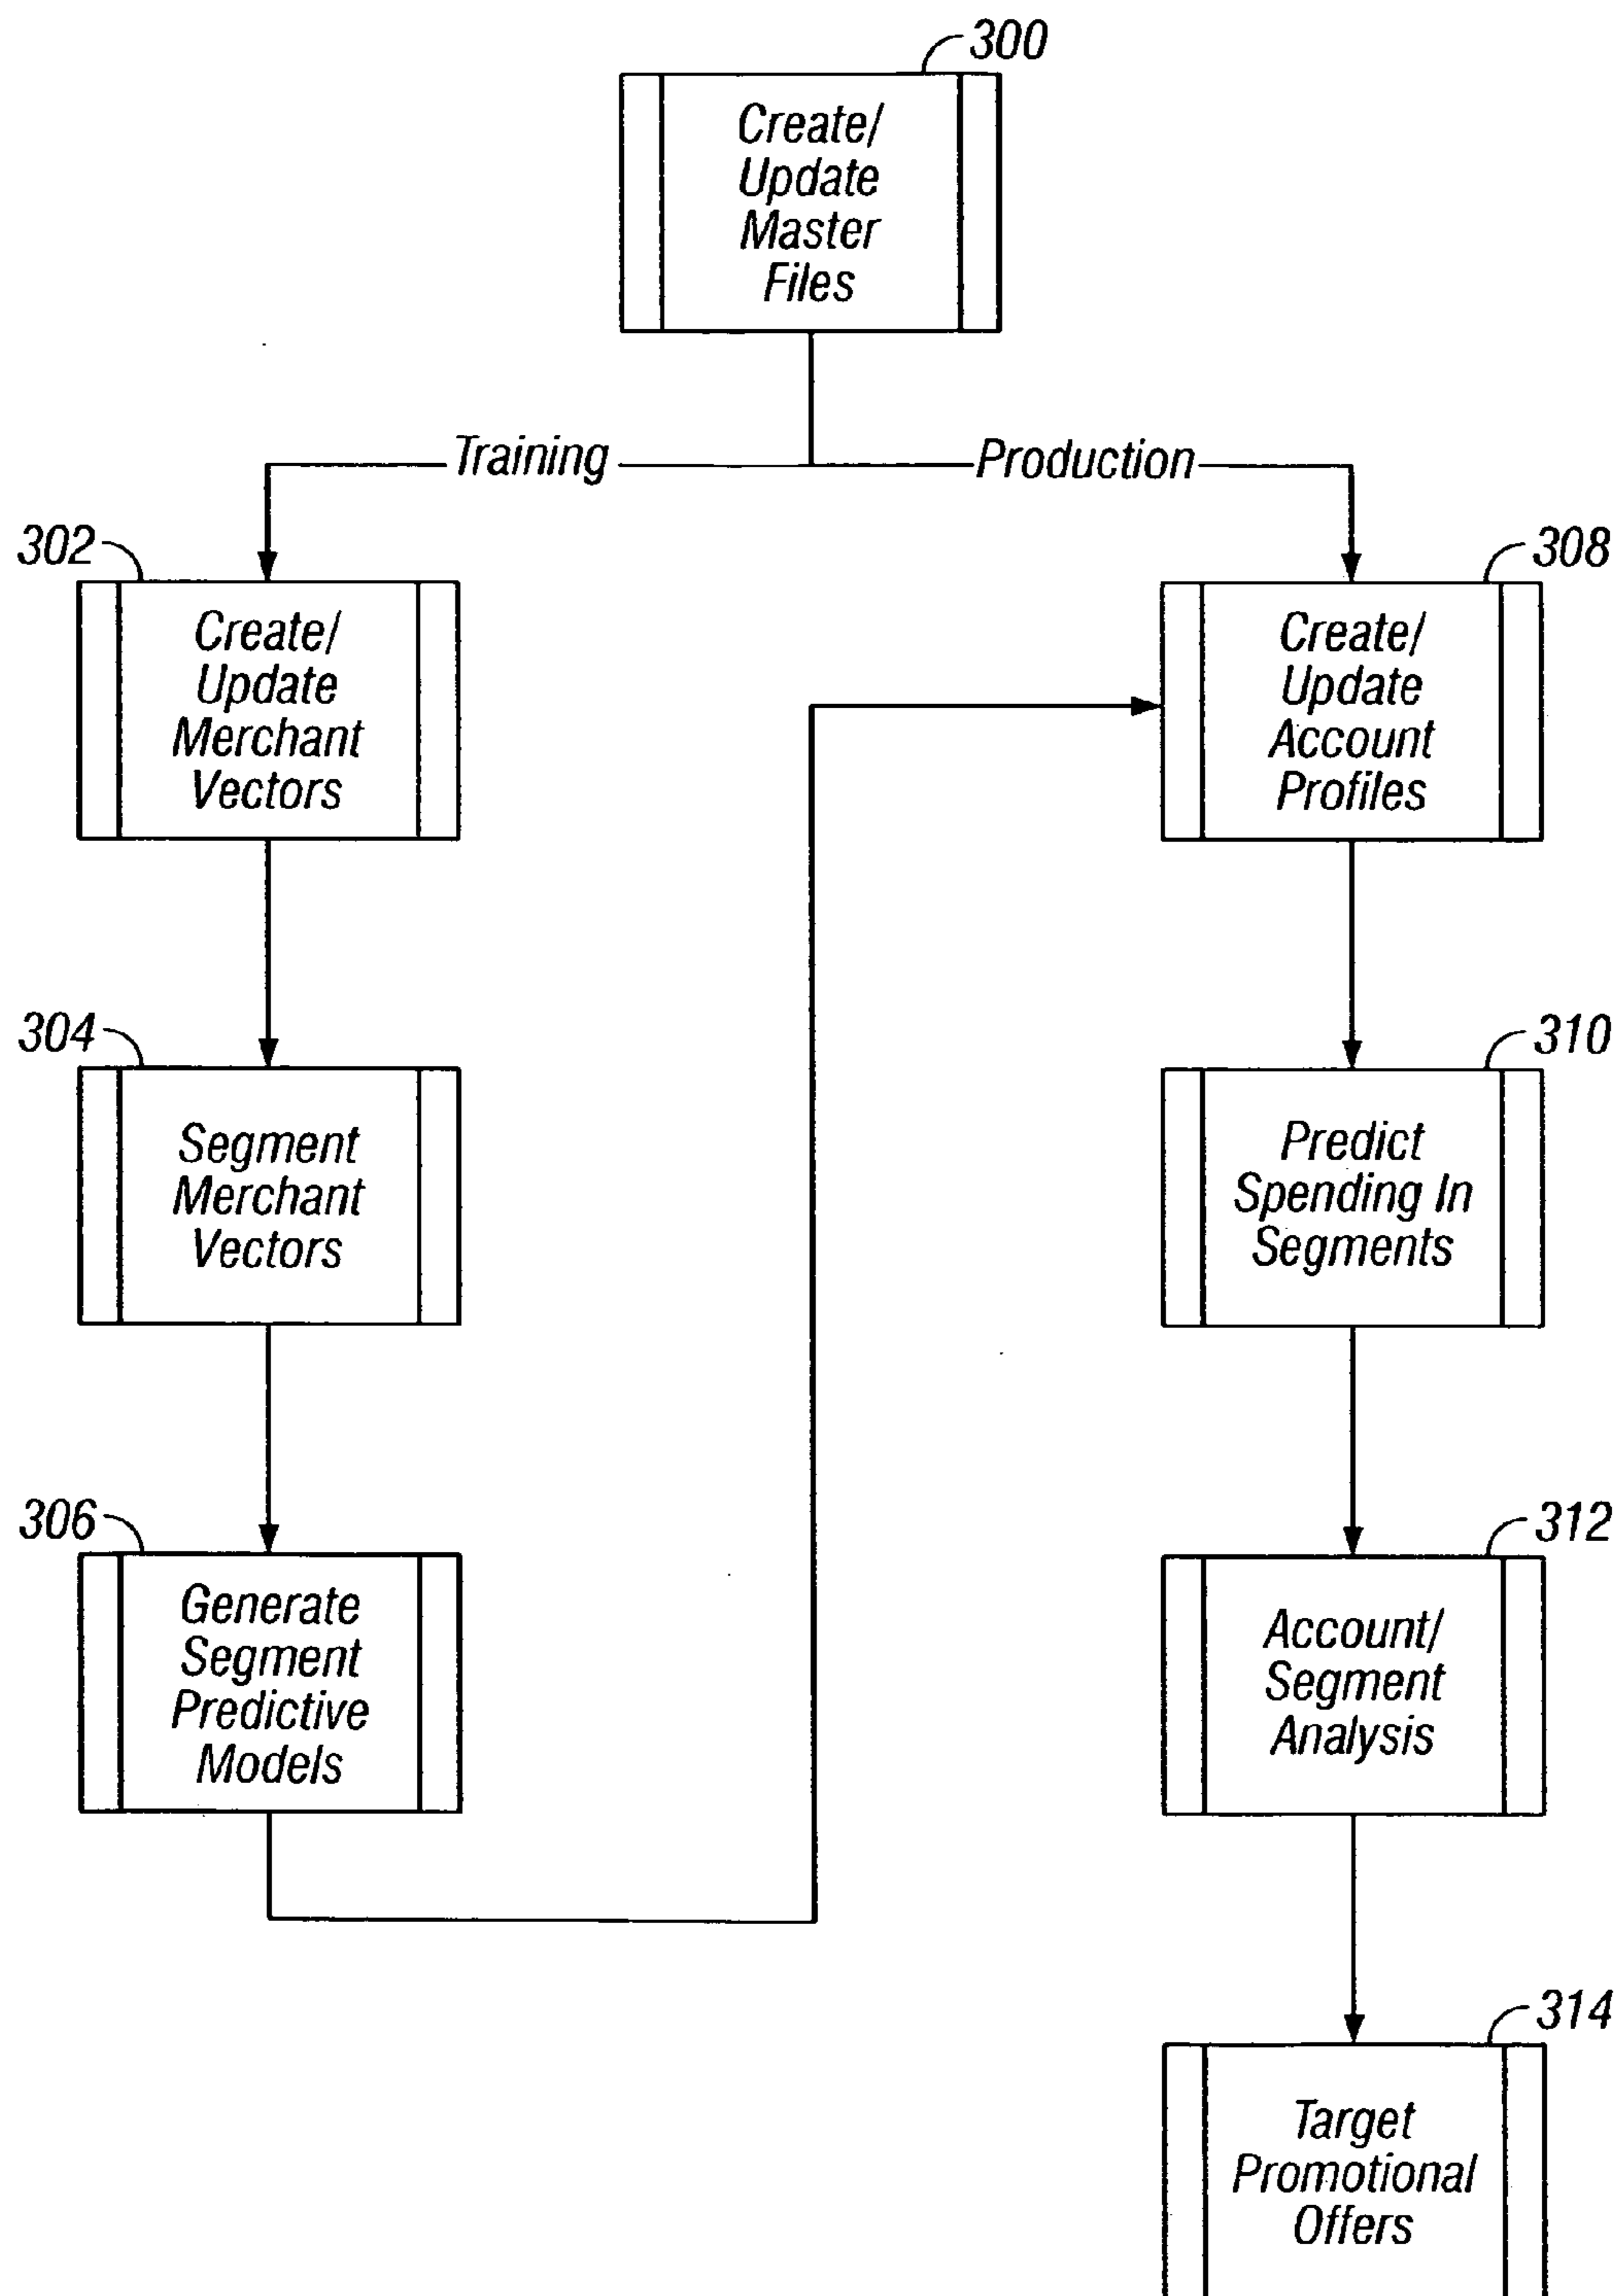 300
Create/
Update
Master
Files
Training
Production
302
Create/
Update
Merchant
Vectors
308
Create/
Update
Account
Profiles
304
Segment
Merchant
Vectors
310
Predict
Spending In
Segments
306
Generate
Segment
Predictive
Models
312
Account/
Segment
Analysis
314
Target
Promotional
Offers